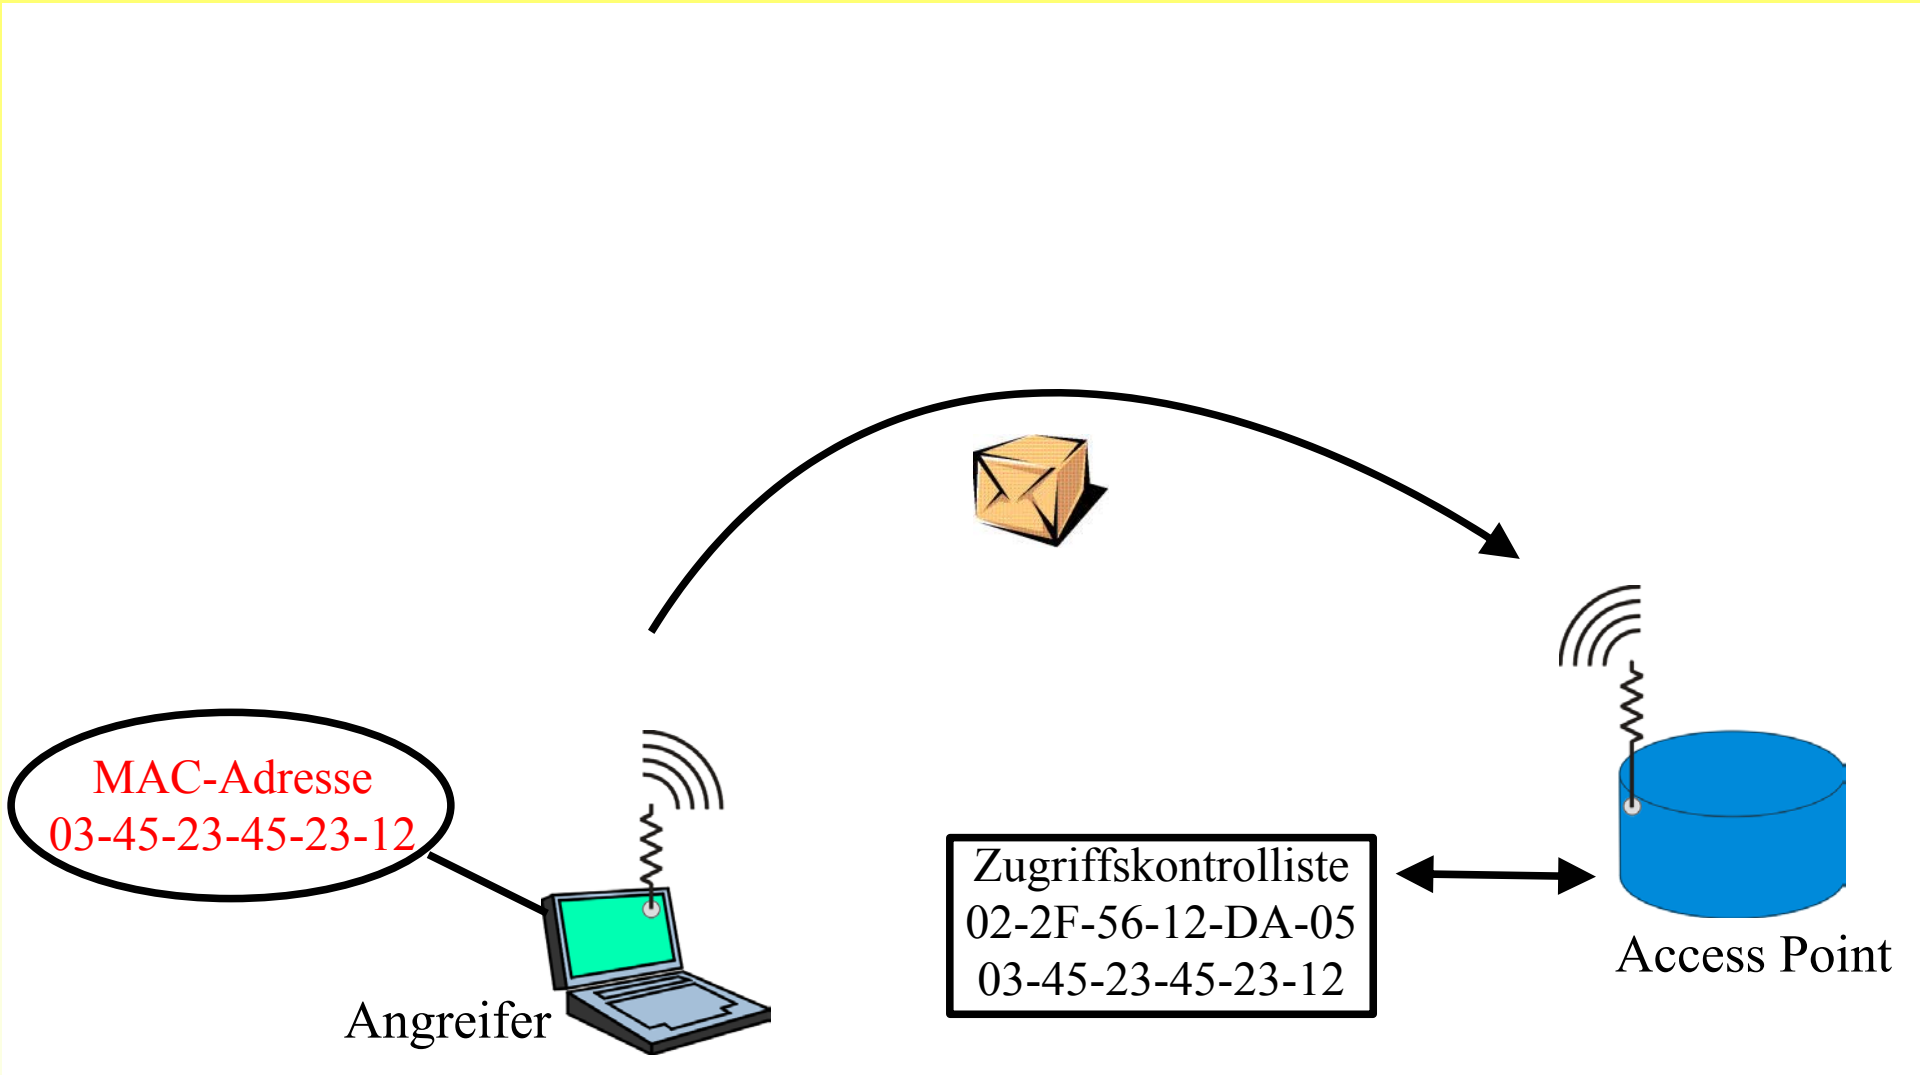 MAC-Adresse
03-45-23-45-23-12
Angreifer
Zugriffskontrolliste
02-2F-56-12-DA-05
03-45-23-45-23-12
Access Point